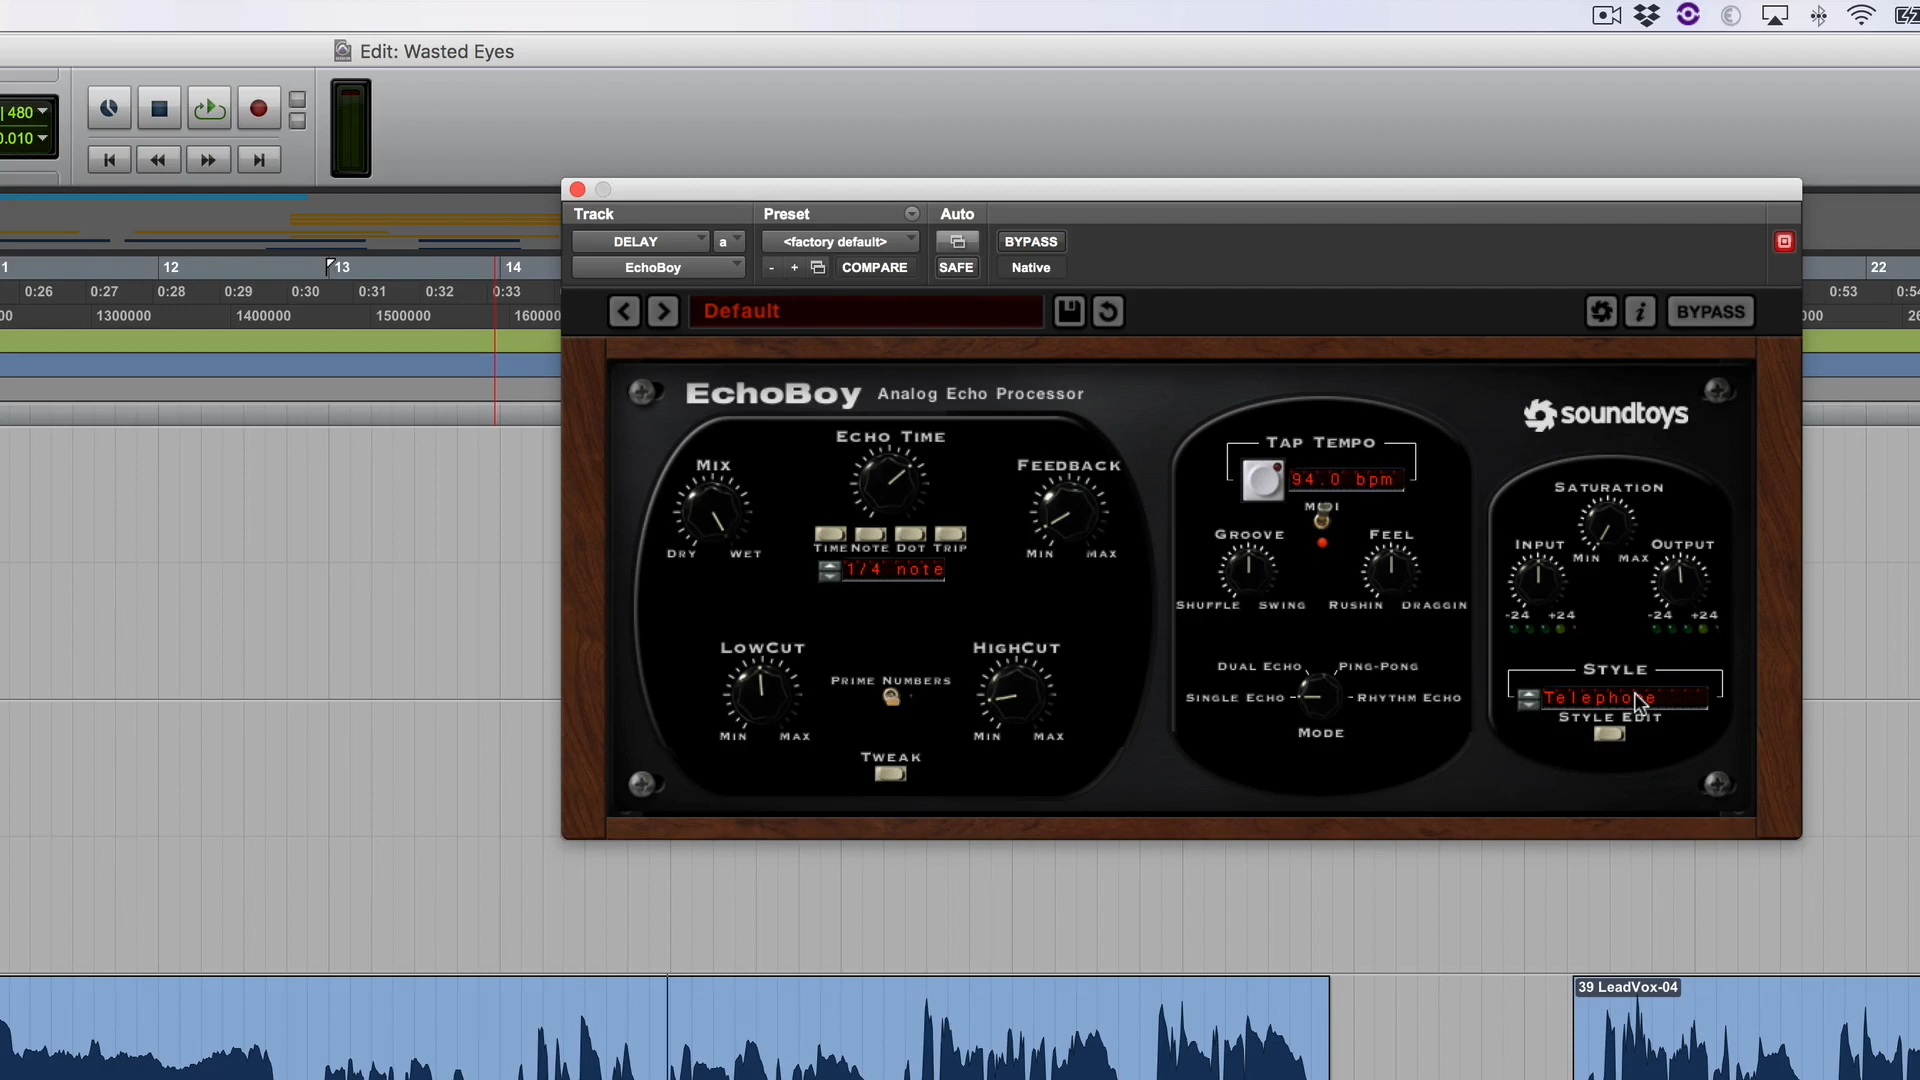 Edit: Wasted Eyes
480
0.010
Track
Preset
Auto
DELAY
a
<factory default>
BYPASS
EchoBoy
- +
COMPARE
SAFE
Native
1
12
13
14
22
0:26
0:27
0:28
0:29
0:30
0:31
0:32
0:33
0:53
0:54
00
1300000
1400000
1500000
160000
000
Default
i
BYPASS
EchoBoy Analog Echo Processor
soundtoys
MIX
DRY WET
ECHO TIME
TIME NOTE DOT TRIP
1/4 note
FEEDBACK
MIN MAX
LOWCUT
MIN MAX
PRIME NUMBERS
HIGHCUT
MIN MAX
TWEAK
TAP TEMPO
94.0 bpm
MIDI
GROOVE
SHUFFLE SWING
FEEL
RUSHIN DRAGGIN
DUAL ECHO
PING-PONG
SINGLE ECHO
RHYTHM ECHO
MODE
SATURATION
MIN MAX
INPUT
-24 +24
OUTPUT
-24 +24
STYLE
Telephone
STYLE EDIT
39 LeadVox-04